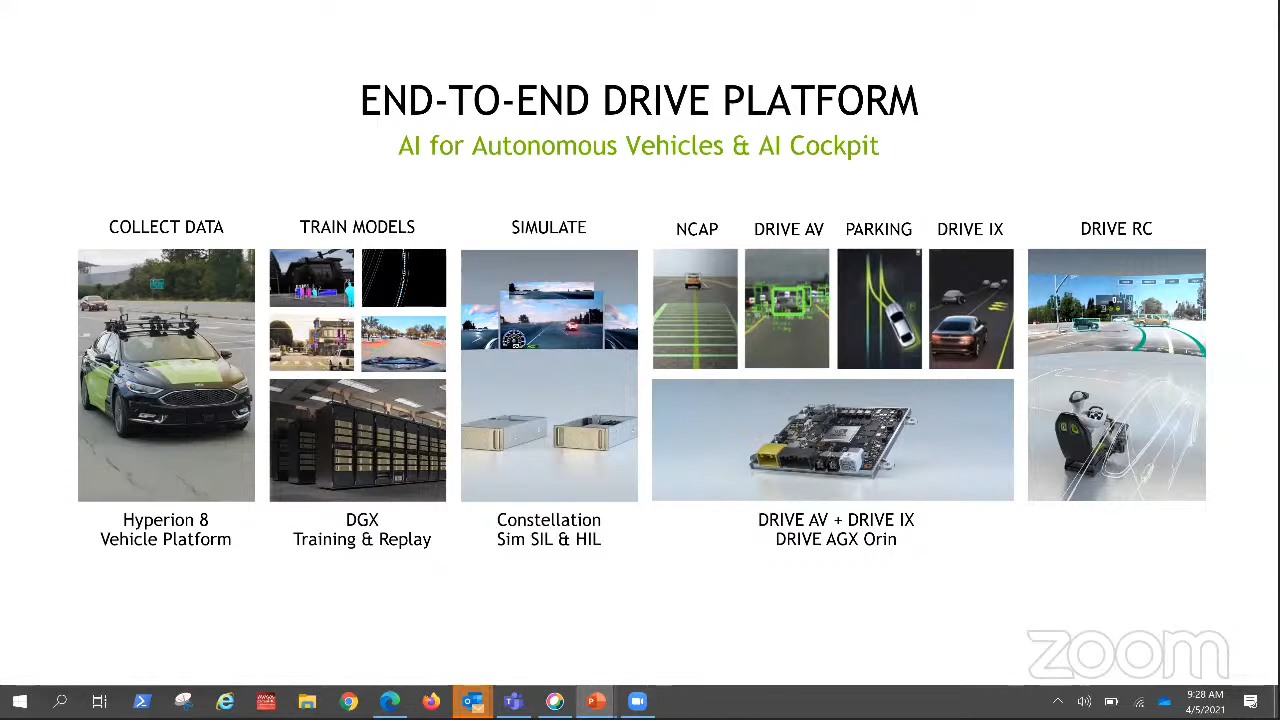 END-TO-END DRIVE PLATFORM
AI for Autonomous Vehicles & AI Cockpit
COLLECT DATA
TRAIN MODELS
SIMULATE
NCAP
DRIVE AV
PARKING
DRIVE IX
DRIVE RC
Hyperion 8
Vehicle Platform
DGX
Training & Replay
Constellation
Sim SIL & HIL
DRIVE AV + DRIVE IX
DRIVE AGX Orin
zoom
9:28 AM
4/5/2021